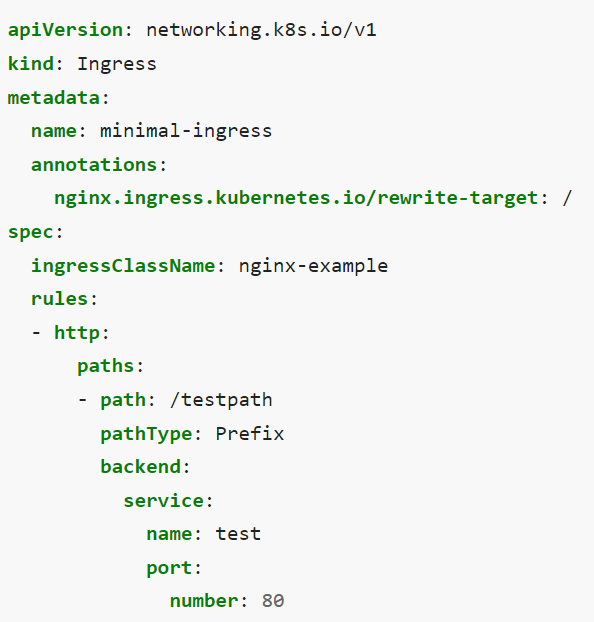 apiVersion: networking.k8s.io/v1
kind: Ingress
metadata:
  name: minimal-ingress
  annotations:
    nginx.ingress.kubernetes.io/rewrite-target: /
spec:
  ingressClassName: nginx-example
  rules:
  - http:
      paths:
      - path: /testpath
        pathType: Prefix
        backend:
          service:
            name: test
            port:
              number: 80